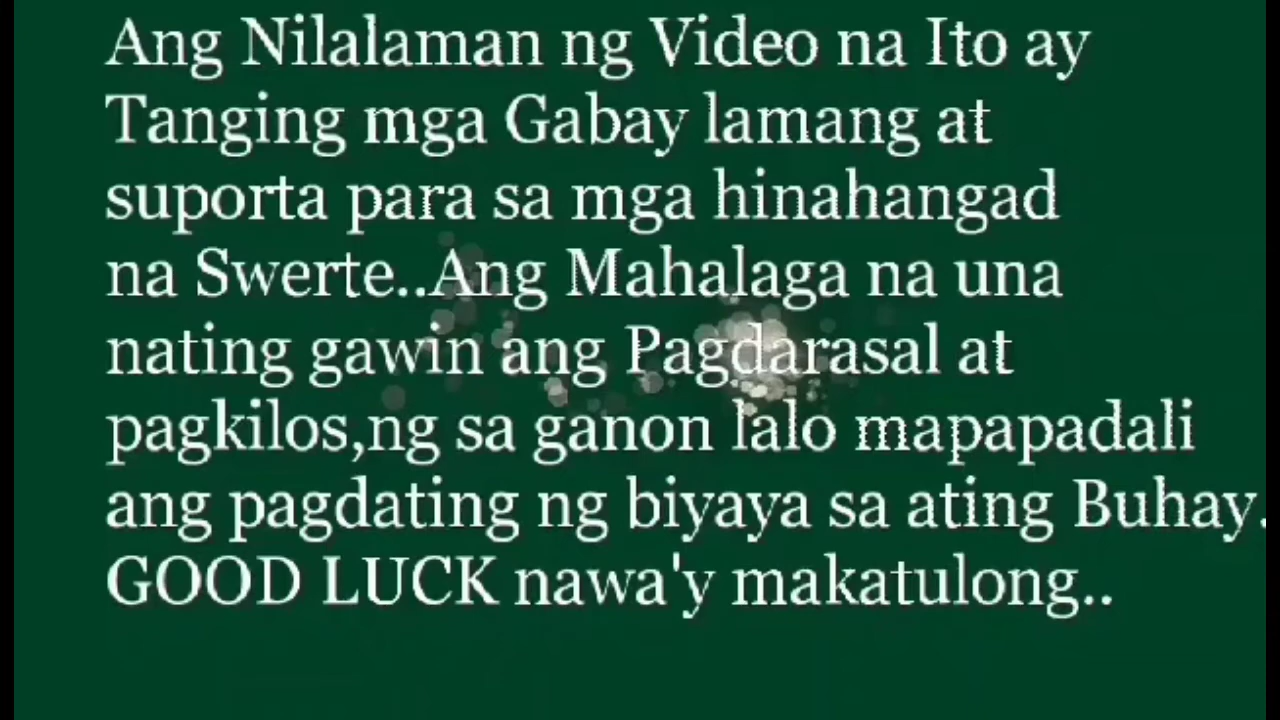 Ang Nilalaman ng Video na Ito ay
Tanging mga Gabay lamang at
suporta para sa mga hinahangad
na Swerte..Ang Mahalaga na una
nating gawin ang Pagdarasal at
pagkilos,ng sa ganon lalo mapapadali
ang pagdating ng biyaya sa ating Buhay.
GOOD LUCK nawa'y makatulong..